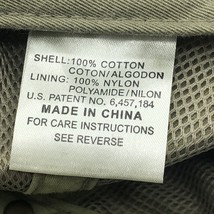 SHELL: 100% COTTON
COTON/ALGODON
LINING: 100% NYLON
POLYAMIDE/NILON
U.S. PATENT NO. 6,457,184
MADE IN CHINA
FOR CARE INSTRUCTIONS
SEE REVERSE